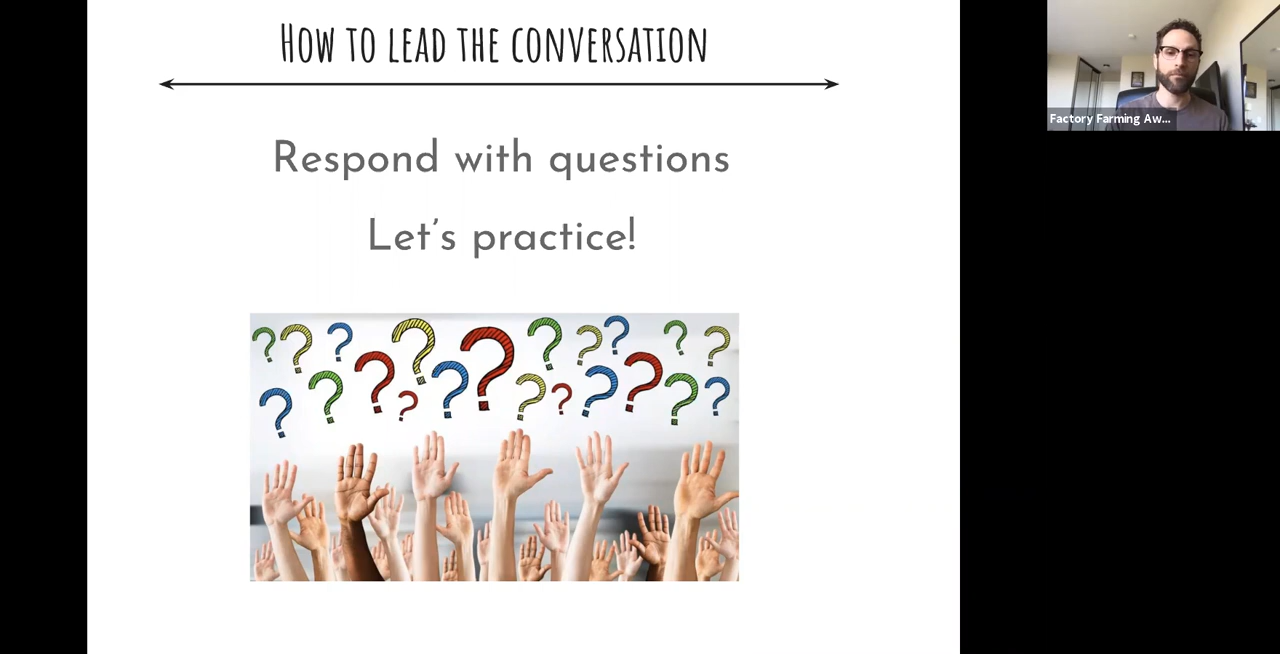 How to lead the conversation
Respond with questions
Let's practice!
Factory Farming Aw...